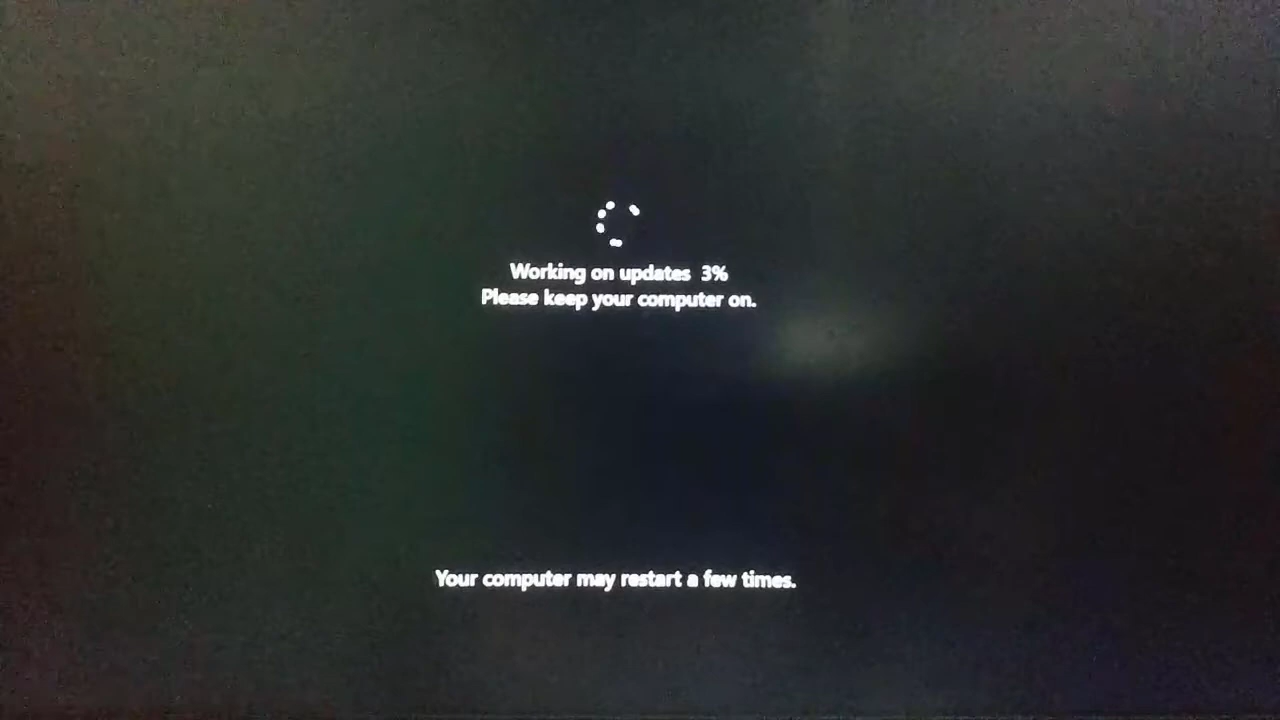 Working on updates 3%
Please keep your computer on.
Your computer may restart a few times.